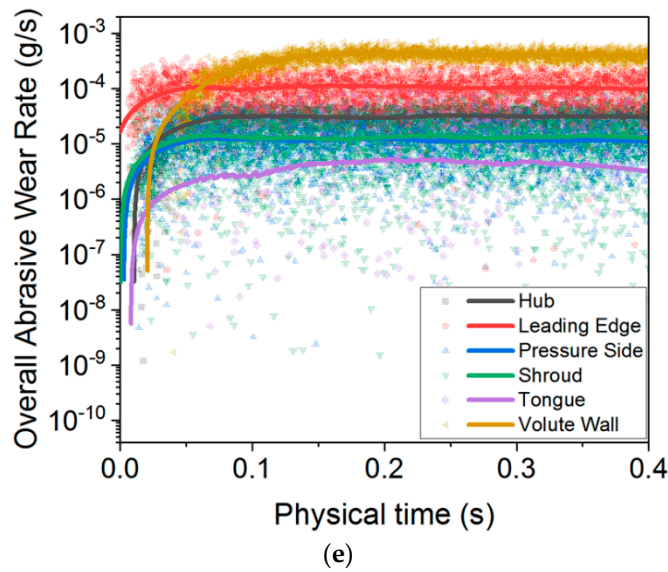 Overall Abrasive Wear Rate (g/s)
10⁻³
10⁻⁴
10⁻⁵
10⁻⁶
10⁻⁷
10⁻⁸
10⁻⁹
10⁻¹⁰
Hub
Leading Edge
Pressure Side
Shroud
Tongue
Volute Wall
0.0 0.1 0.2 0.3 0.4
Physical time (s)
(e)